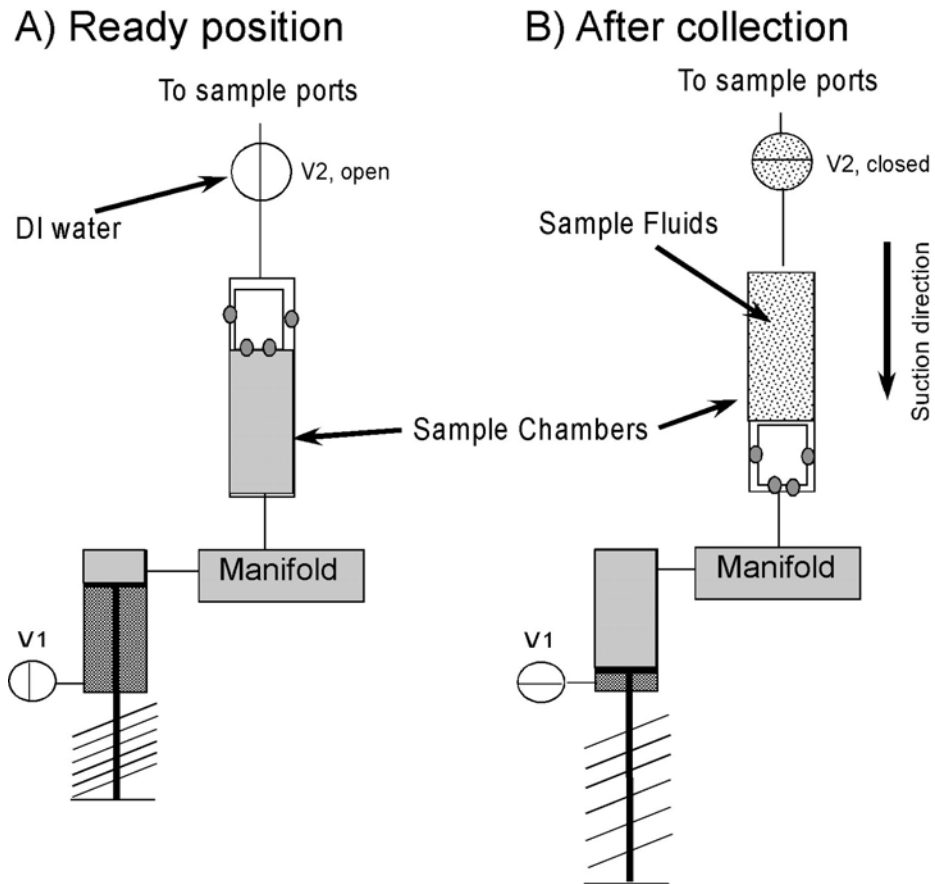 A) Ready position
To sample ports
V2, open
DI water
Manifold
V1
B) After collection
To sample ports
V2, closed
Sample Fluids
Suction direction
Sample Chambers
Manifold
V1